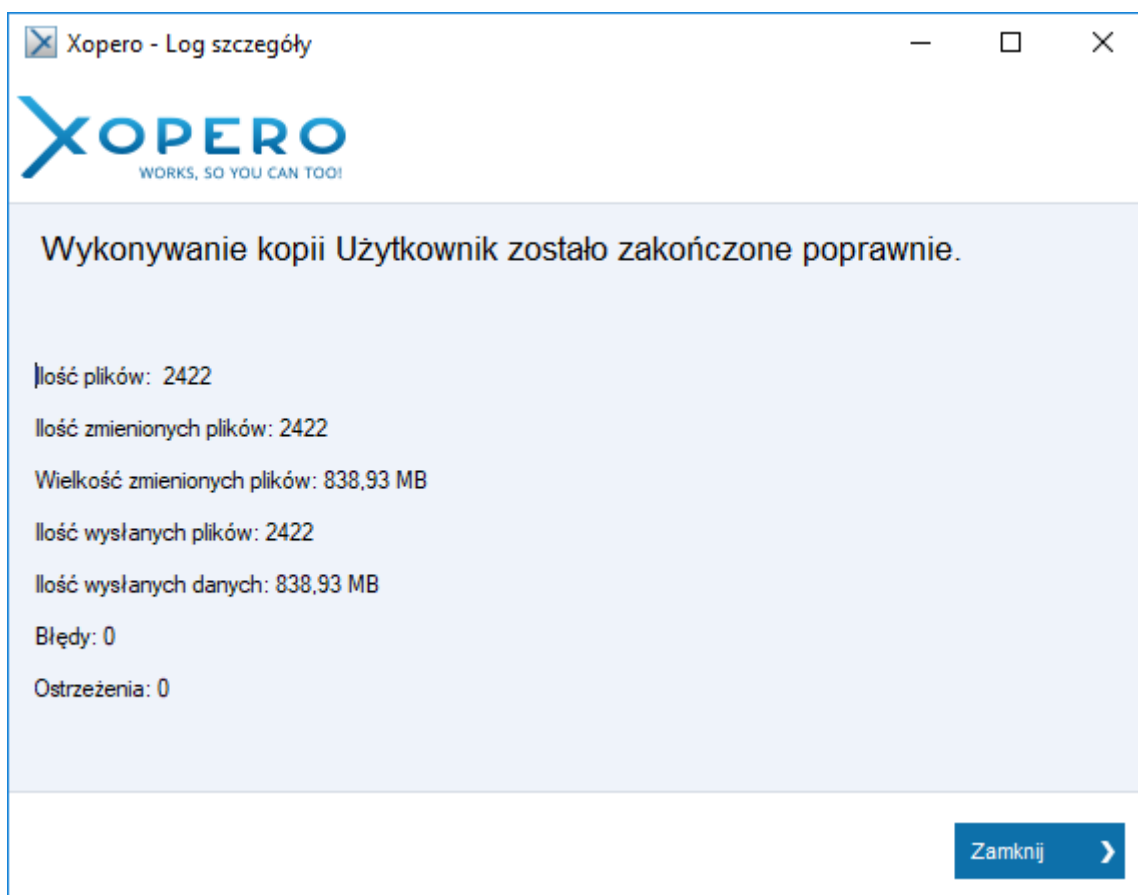 Xopero - Log szczegóły
XOPERO
WORKS, SO YOU CAN TOO!
Wykonywanie kopii Użytkownik zostało zakończone poprawnie.
Ilość plików:  2422
Ilość zmienionych plików: 2422
Wielkość zmienionych plików: 838,93 MB
Ilość wysłanych plików: 2422
Ilość wysłanych danych: 838,93 MB
Błędy: 0
Ostrzeżenia: 0
Zamknij